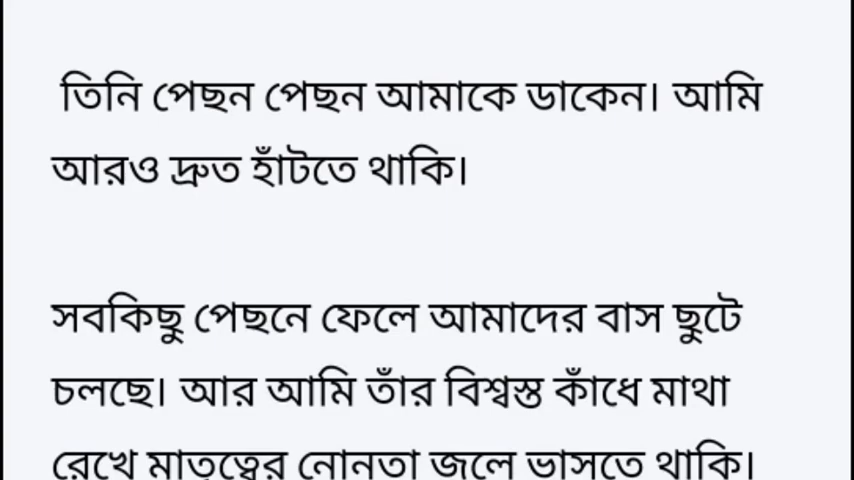 তিনি পেছন পেছন আমাকে ডাকেন। আমি
আরও দ্রুত হাঁটতে থাকি।
সবকিছু পেছনে ফেলে আমাদের বাস ছুটে
চলছে। আর আমি তাঁর বিশ্বস্ত কাঁধে মাথা
রেখে মাতৃত্বের নোনতা জলে ভাসতে থাকি।